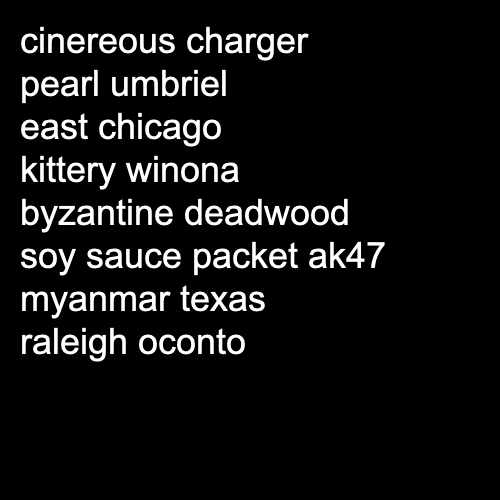 cinereous charger
pearl umbriel
east chicago
kittery winona
byzantine deadwood
soy sauce packet ak47
myanmar texas
raleigh oconto